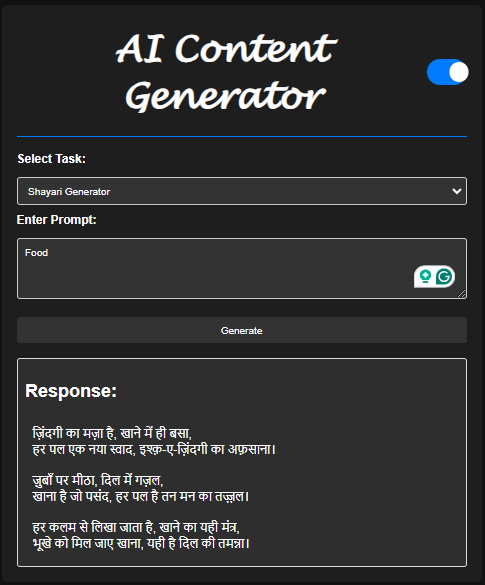 AI Content
Generator
Select Task:
Shayari Generator
Enter Prompt:
Food
Generate
Response:
ज़िंदगी का मज़ा है, खाने में ही बसा,
हर पल एक नया स्वाद, इश्क़-ए-ज़िंदगी का अफ़साना।
ज़ुबाँ पर मीठा, दिल में गज़ल,
खाना है जो पसंद, हर पल है तन मन का तज़्ज़ल।
हर कलम से लिखा जाता है, खाने का यही मंत्र,
भूखे को मिल जाए खाना, यही है दिल की तमन्ना।